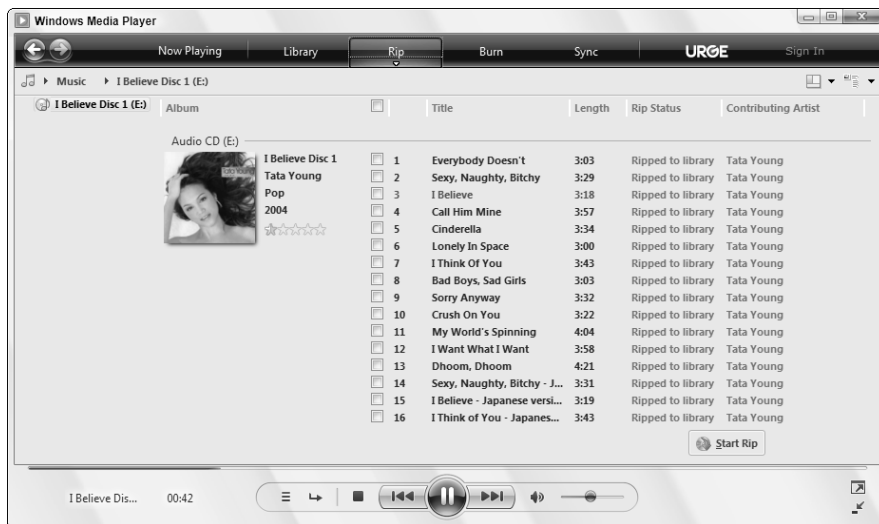 Windows Media Player
Now Playing Library Rip Burn Sync URGE Sign In
Music I Believe Disc 1 (E:)
I Believe Disc 1 (E:) Album Title Length Rip Status Contributing Artist
Audio CD (E:)
I Believe Disc 1
Tata Young
Pop
2004
Tata Young
1 Everybody Doesn't 3:03 Ripped to library Tata Young
2 Sexy, Naughty, Bitchy 3:29 Ripped to library Tata Young
3 I Believe 3:18 Ripped to library Tata Young
4 Call Him Mine 3:57 Ripped to library Tata Young
5 Cinderella 3:34 Ripped to library Tata Young
6 Lonely In Space 3:00 Ripped to library Tata Young
7 I Think Of You 3:43 Ripped to library Tata Young
8 Bad Boys, Sad Girls 3:03 Ripped to library Tata Young
9 Sorry Anyway 3:32 Ripped to library Tata Young
10 Crush On You 3:22 Ripped to library Tata Young
11 My World's Spinning 4:04 Ripped to library Tata Young
12 I Want What I Want 3:58 Ripped to library Tata Young
13 Dhoom, Dhoom 4:21 Ripped to library Tata Young
14 Sexy, Naughty, Bitchy - J... 3:31 Ripped to library Tata Young
15 I Believe - Japanese versi... 3:19 Ripped to library Tata Young
16 I Think of You - Japanes... 3:43 Ripped to library Tata Young
Start Rip
I Believe Dis... 00:42